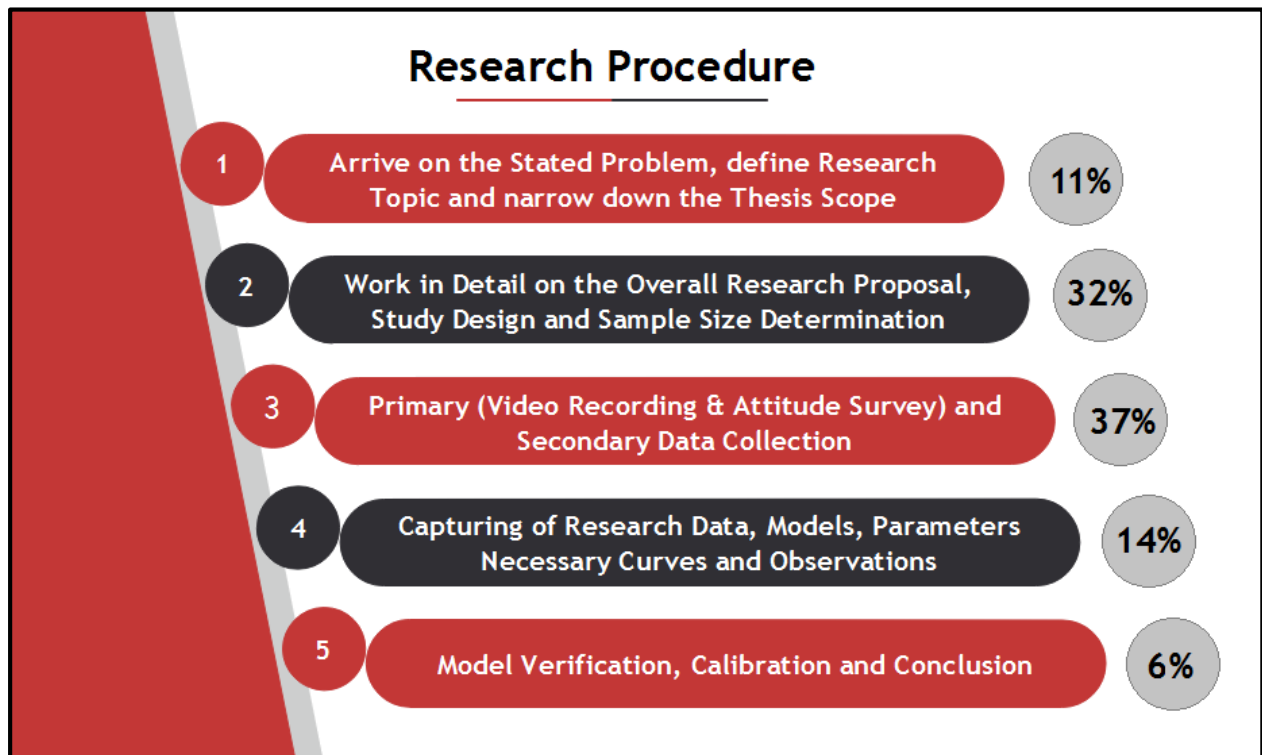 Research Procedure
1
Arrive on the Stated Problem, define Research
Topic and narrow down the Thesis Scope
11%
2
Work in Detail on the Overall Research Proposal,
Study Design and Sample Size Determination
32%
3
Primary (Video Recording & Attitude Survey) and
Secondary Data Collection
37%
4
Capturing of Research Data, Models, Parameters
Necessary Curves and Observations
14%
5
Model Verification, Calibration and Conclusion
6%